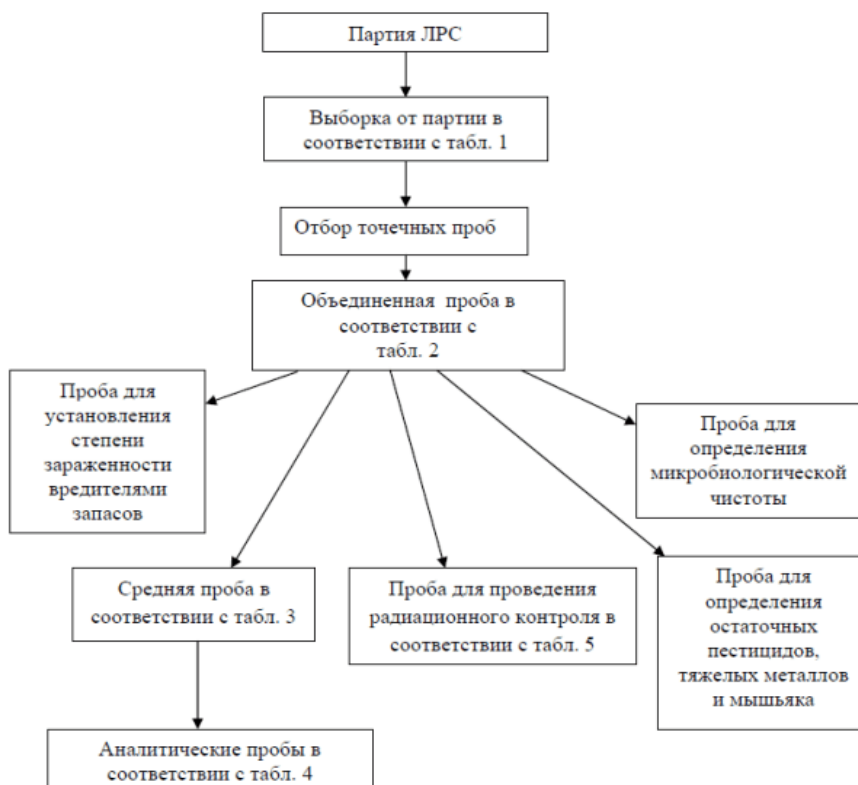 Партия ЛРС
Выборка от партии в
соответствии с табл. 1
Отбор точечных проб
Объединенная проба в
соответствии с
табл. 2
Проба для
установления
степени
зараженности
вредителями
запасов
Проба для
определения
микробиологической
чистоты
Средняя проба в
соответствии с табл. 3
Проба для проведения
радиационного контроля в
соответствии с табл. 5
Проба для
определения
остаточных
пестицидов,
тяжелых металлов
и мышьяка
Аналитические пробы в
соответствии с табл. 4